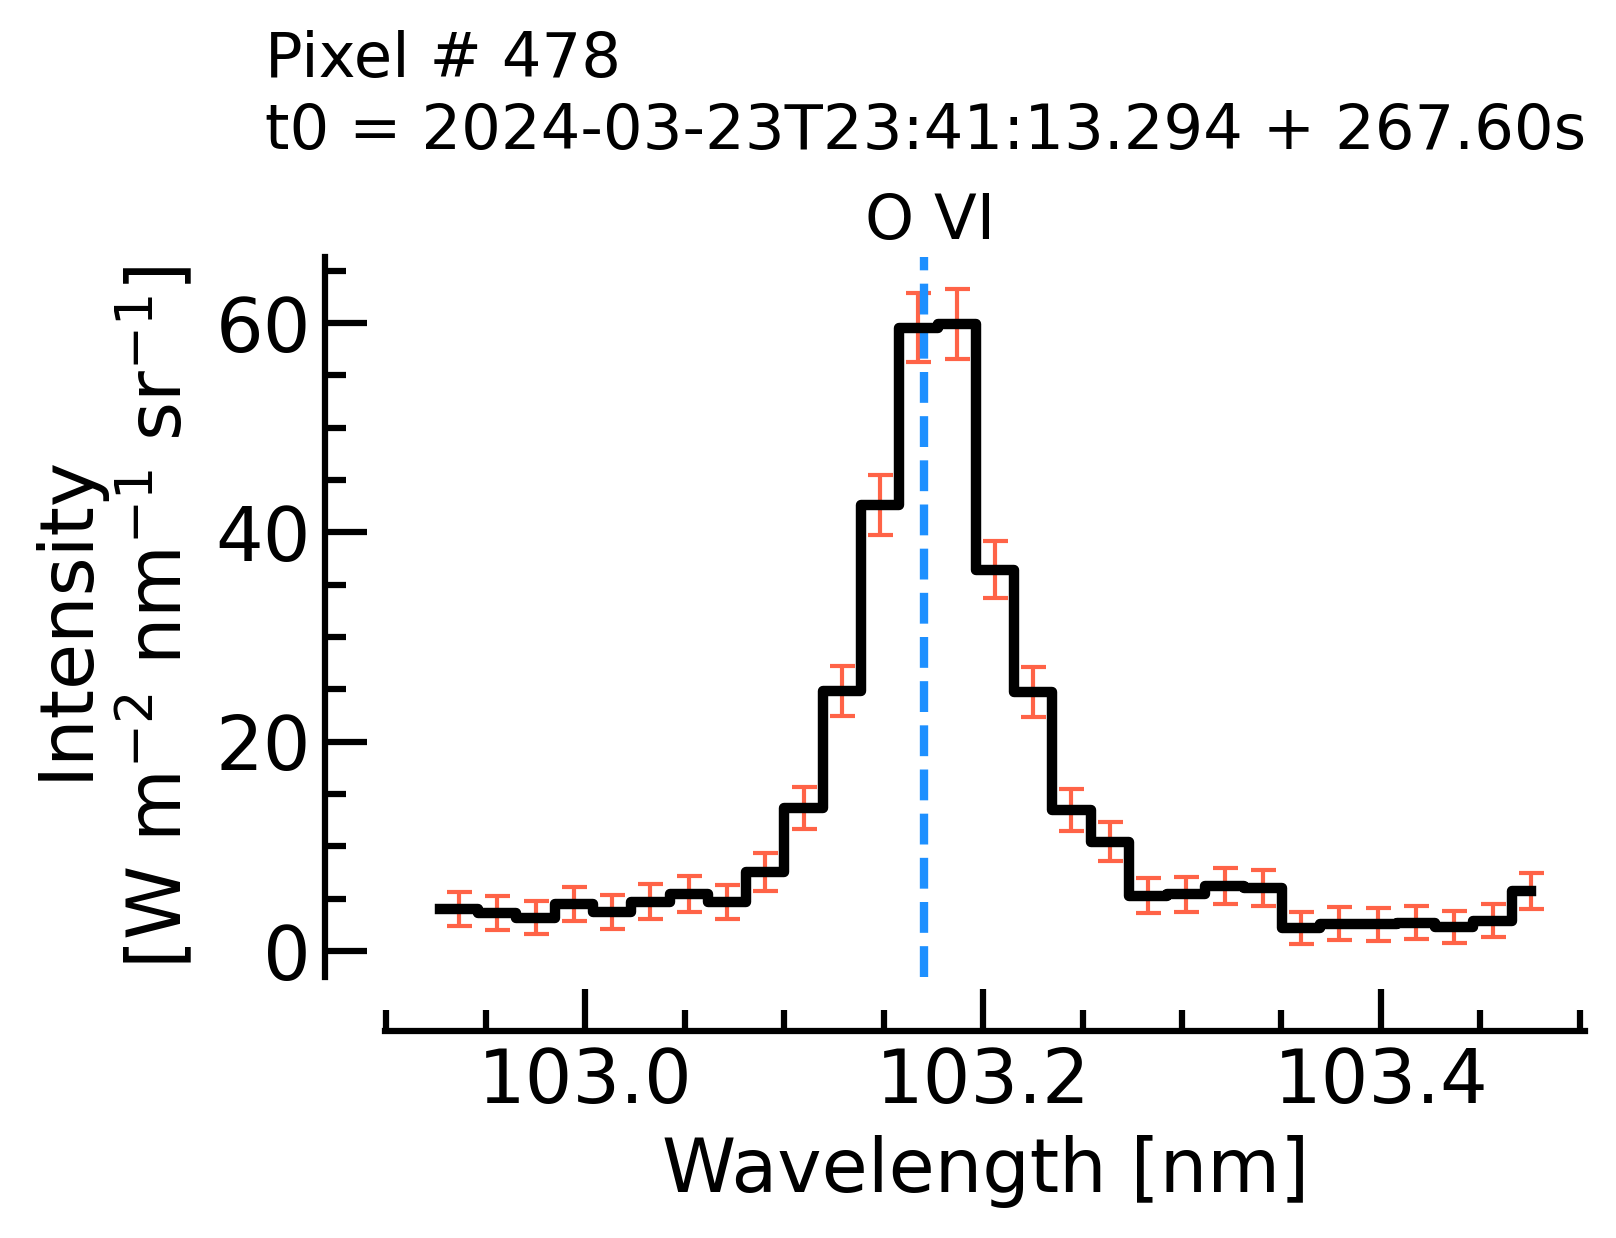 Pixel # 478
t0 = 2024-03-23T23:41:13.294 + 267.60s
O VI
Intensity
[W m⁻² nm⁻¹ sr⁻¹]
60
40
20
0
103.0 103.2 103.4
Wavelength [nm]